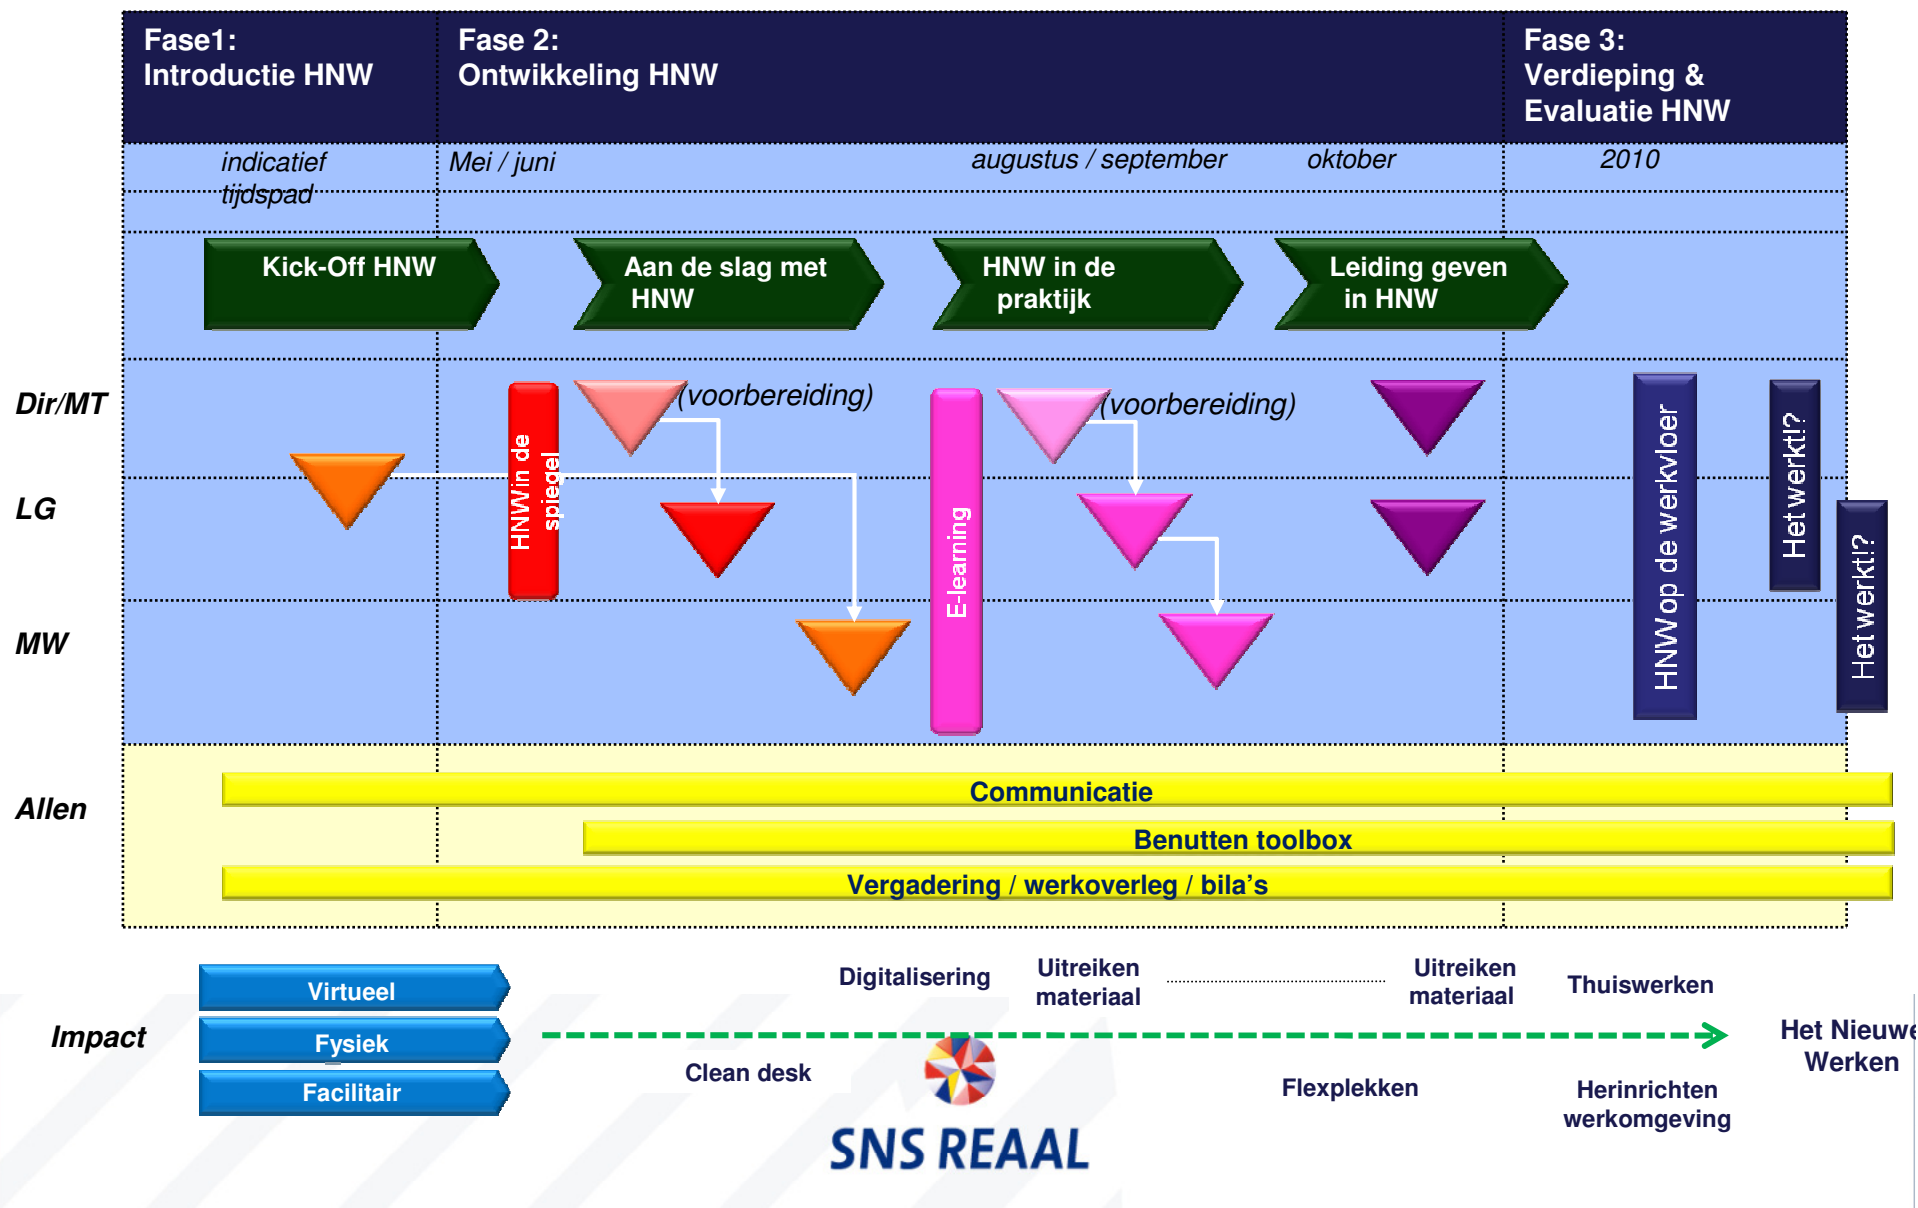 Fase1:
Introductie HNW
Fase 2:
Ontwikkeling HNW
Fase 3:
Verdieping &
Evaluatie HNW
indicatief
tijdspad
Mei / juni
augustus / september
oktober
2010
Kick-Off HNW
Aan de slag met
HNW
HNW in de
praktijk
Leiding geven
in HNW
Dir/MT
(voorbereiding)
(voorbereiding)
LG
MW
HNW in de
spiegel
E-learning
HNW op de werkvloer
Het werkt!?
Het werkt!?
Allen
Communicatie
Benutten toolbox
Vergadering / werkoverleg / bila's
Impact
Virtueel
Fysiek
Facilitair
Digitalisering
Uitreiken
materiaal
Uitreiken
materiaal
Thuiswerken
Clean desk
Flexplekken
Herinrichten
werkomgeving
Het Nieuwe
Werken
SNS REAAL